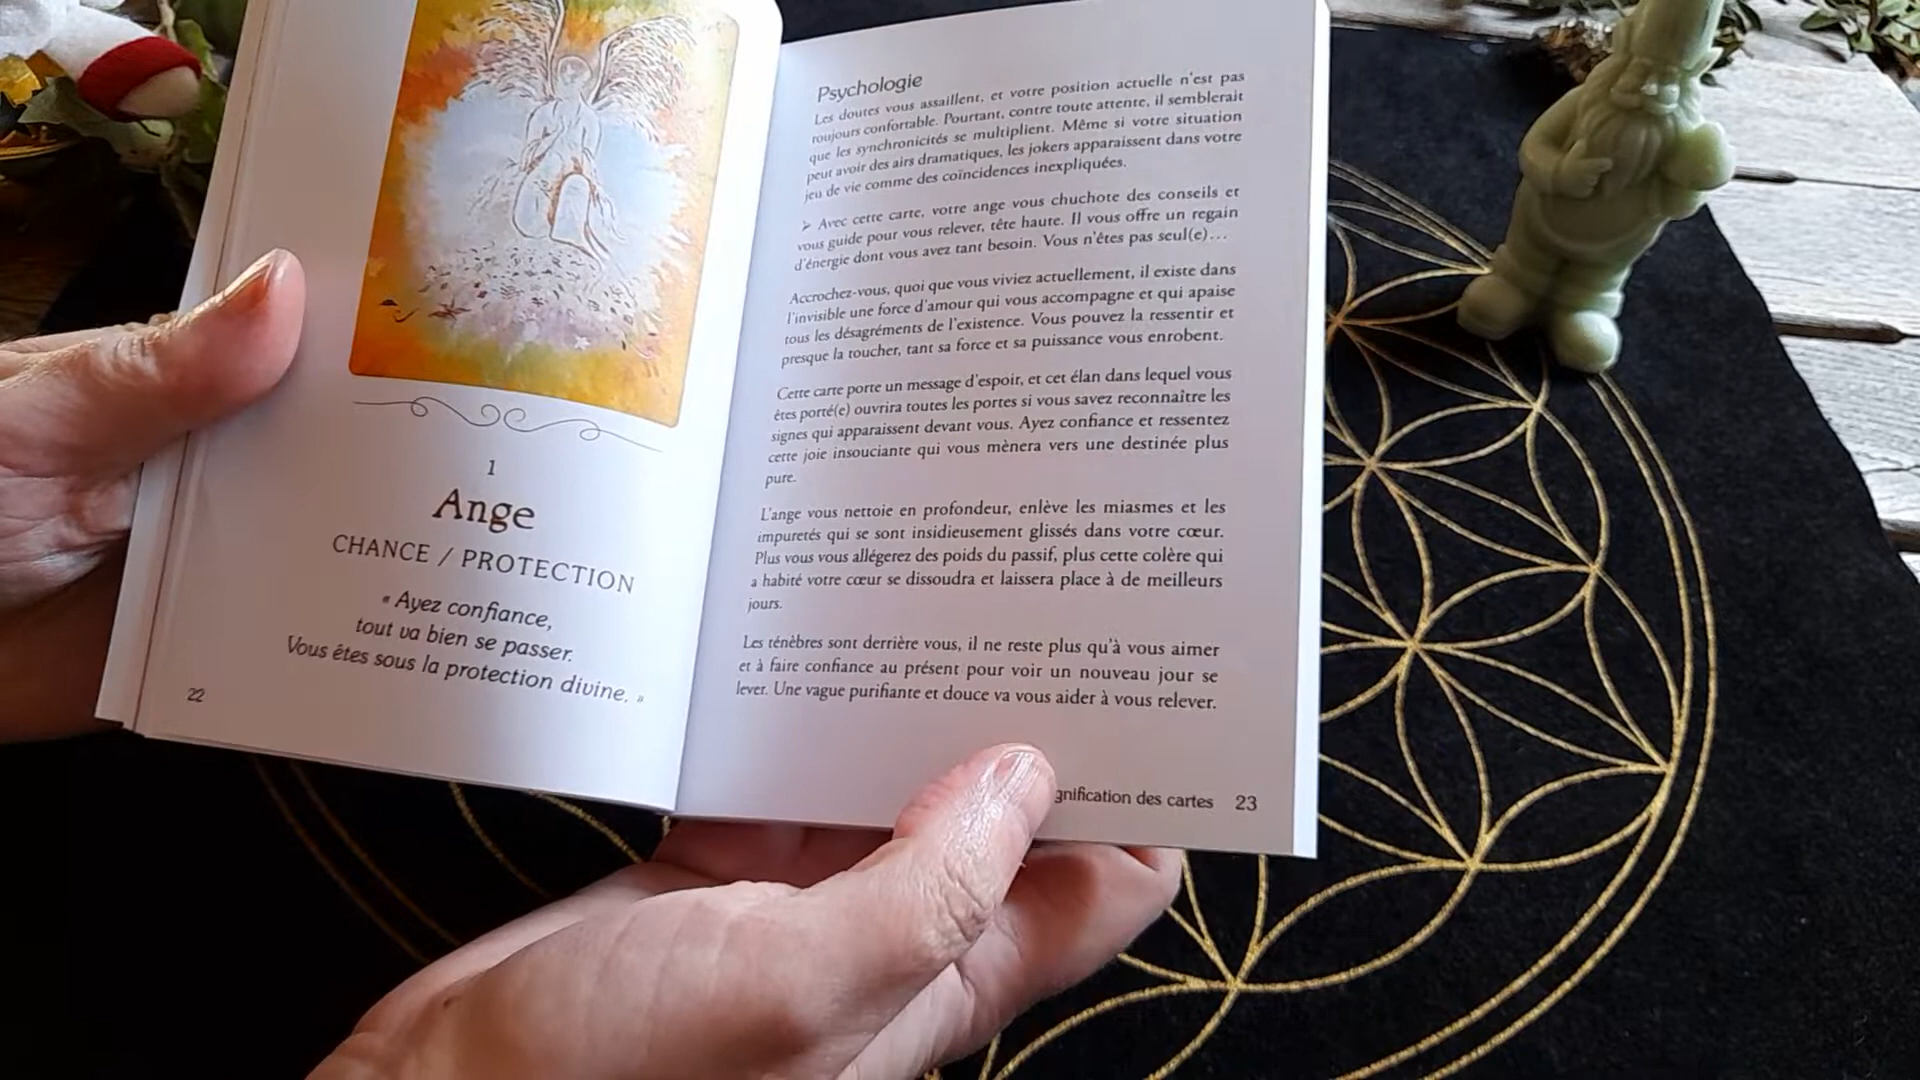 1
Ange
CHANCE / PROTECTION
« Ayez confiance,
tout va bien se passer.
Vous êtes sous la protection divine. »
22
Psychologie
Les doutes vous assaillent, et votre position actuelle n'est pas
toujours confortable. Pourtant, contre toute attente, il semblerait
que les synchronicités se multiplient. Même si votre situation
peut avoir des airs dramatiques, les jokers apparaissent dans votre
jeu de vie comme des coïncidences inexpliquées.
➢ Avec cette carte, votre ange vous chuchote des conseils et
vous guide pour vous relever, tête haute. Il vous offre un regain
d'énergie dont vous avez tant besoin. Vous n'êtes pas seul(e)…
Accrochez-vous, quoi que vous viviez actuellement, il existe dans
l'invisible une force d'amour qui vous accompagne et qui apaise
tous les désagréments de l'existence. Vous pouvez la ressentir et
presque la toucher, tant sa force et sa puissance vous enrobent.
Cette carte porte un message d'espoir, et cet élan dans lequel vous
êtes porté(e) ouvrira toutes les portes si vous savez reconnaître les
signes qui apparaissent devant vous. Ayez confiance et ressentez
cette joie insouciante qui vous mènera vers une destinée plus
pure.
L'ange vous nettoie en profondeur, enlève les miasmes et les
impuretés qui se sont insidieusement glissés dans votre cœur.
Plus vous vous allégerez des poids du passif, plus cette colère qui
a habité votre cœur se dissoudra et laissera place à de meilleurs
jours.
Les ténèbres sont derrière vous, il ne reste plus qu'à vous aimer
et à faire confiance au présent pour voir un nouveau jour se
lever. Une vague purifiante et douce va vous aider à vous relever.
gnification des cartes 23